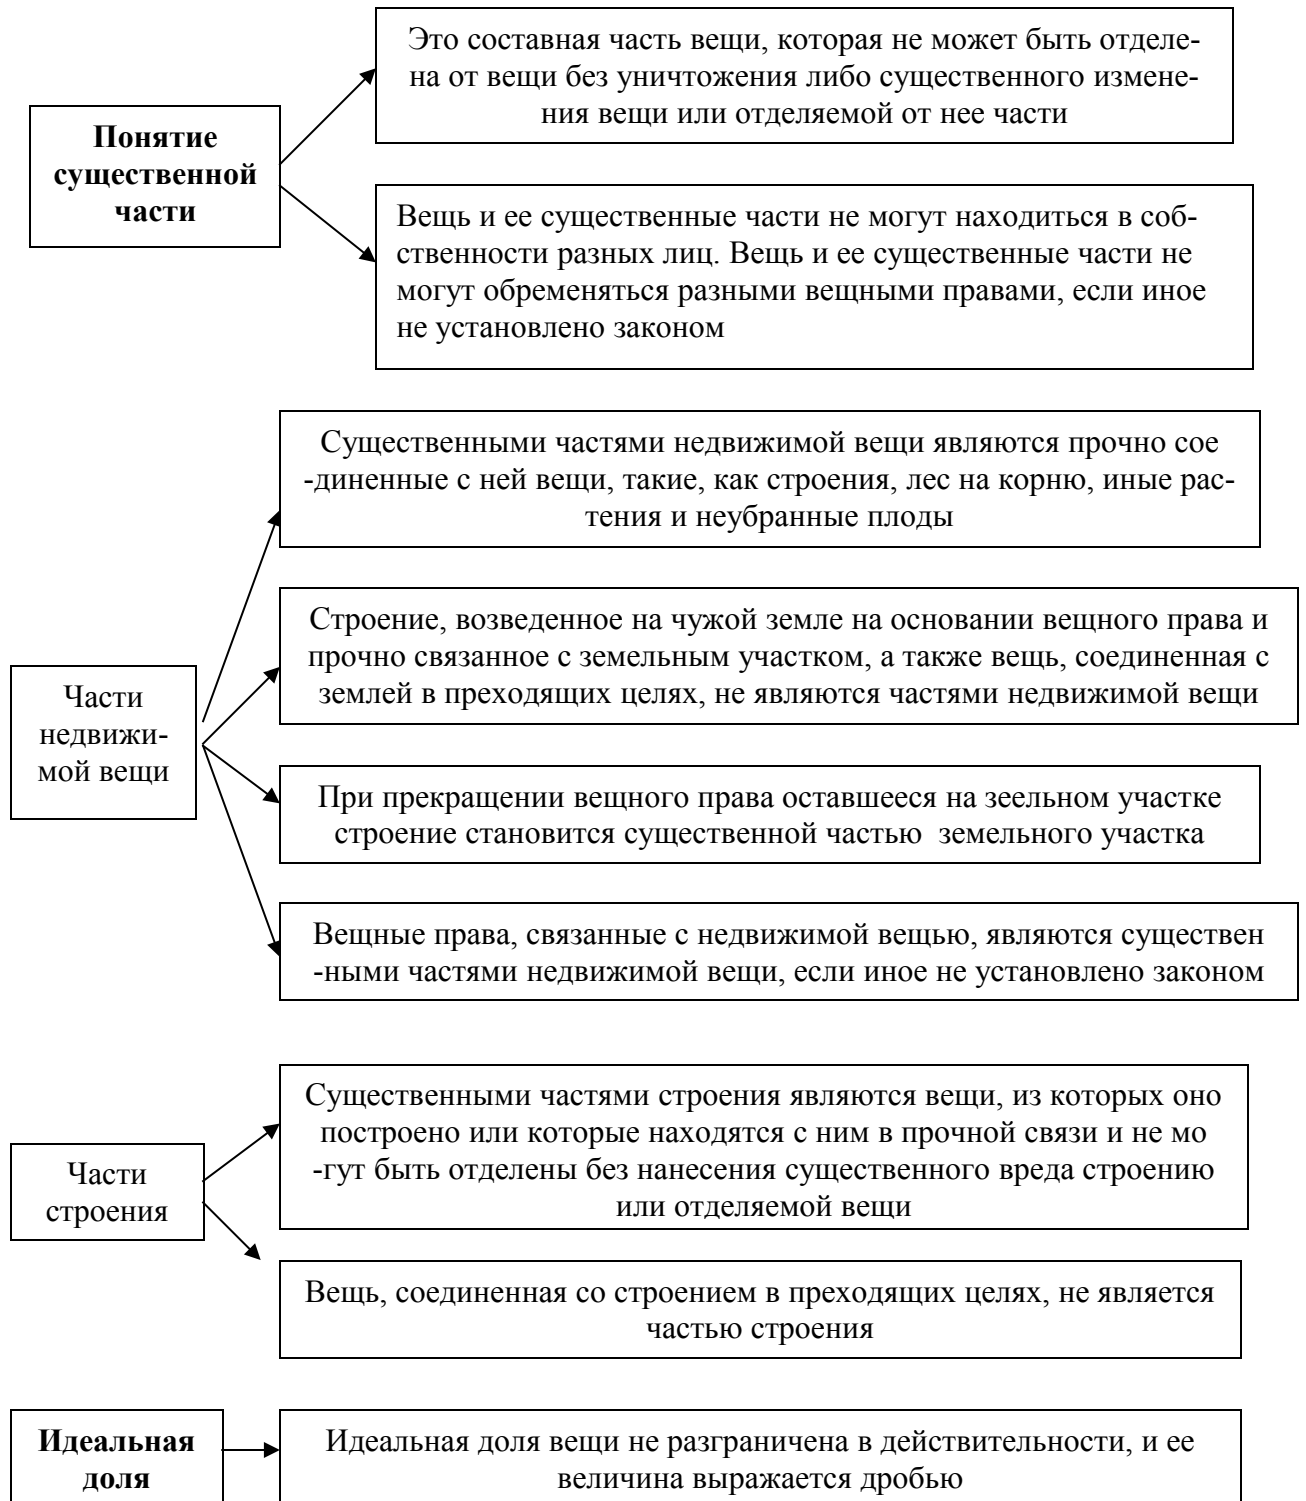 Понятие
существенной
части
Это составная часть вещи, которая не может быть отделе-
на от вещи без уничтожения либо существенного измене-
ния вещи или отделяемой от нее части
Вещь и ее существенные части не могут находиться в соб-
ственности разных лиц. Вещь и ее существенные части не
могут обременяться разными вещными правами, если иное
не установлено законом
Части
недвижи-
мой вещи
Существенными частями недвижимой вещи являются прочно сое
-диненные с ней вещи, такие, как строения, лес на корню, иные рас-
тения и неубранные плоды
Строение, возведенное на чужой земле на основании вещного права и
прочно связанное с земельным участком, а также вещь, соединенная с
землей в преходящих целях, не являются частями недвижимой вещи
При прекращении вещного права оставшееся на зеельном участке
строение становится существенной частью земельного участка
Вещные права, связанные с недвижимой вещью, являются существен
-ными частями недвижимой вещи, если иное не установлено законом
Части
строения
Существенными частями строения являются вещи, из которых оно
построено или которые находятся с ним в прочной связи и не мо
-гут быть отделены без нанесения существенного вреда строению
или отделяемой вещи
Вещь, соединенная со строением в преходящих целях, не является
частью строения
Идеальная
доля
Идеальная доля вещи не разграничена в действительности, и ее
величина выражается дробью